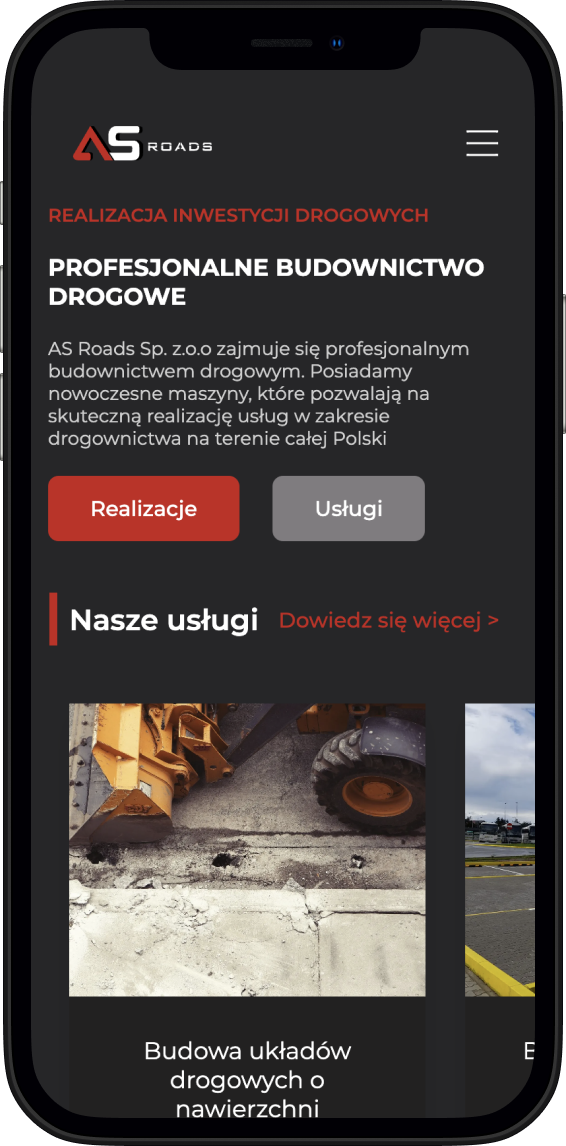 AS ROADS
REALIZACJA INWESTYCJI DROGOWYCH
PROFESJONALNE BUDOWNICTWO
DROGOWE
AS Roads Sp. z.o.o zajmuje się profesjonalnym
budownictwem drogowym. Posiadamy
nowoczesne maszyny, które pozwalają na
skuteczną realizację usług w zakresie
drogownictwa na terenie całej Polski
Realizacje Usługi
Nasze usługi Dowiedz się więcej >
Budowa układów
drogowych o
nawierzchni